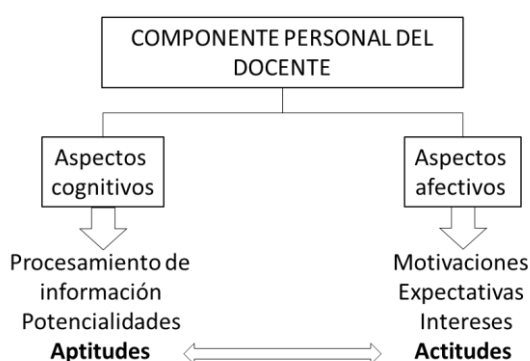 COMPONENTE PERSONAL DEL
DOCENTE
Aspectos
cognitivos
Procesamiento de
información
Potencialidades
Aptitudes
Aspectos
afectivos
Motivaciones
Expectativas
Intereses
Actitudes